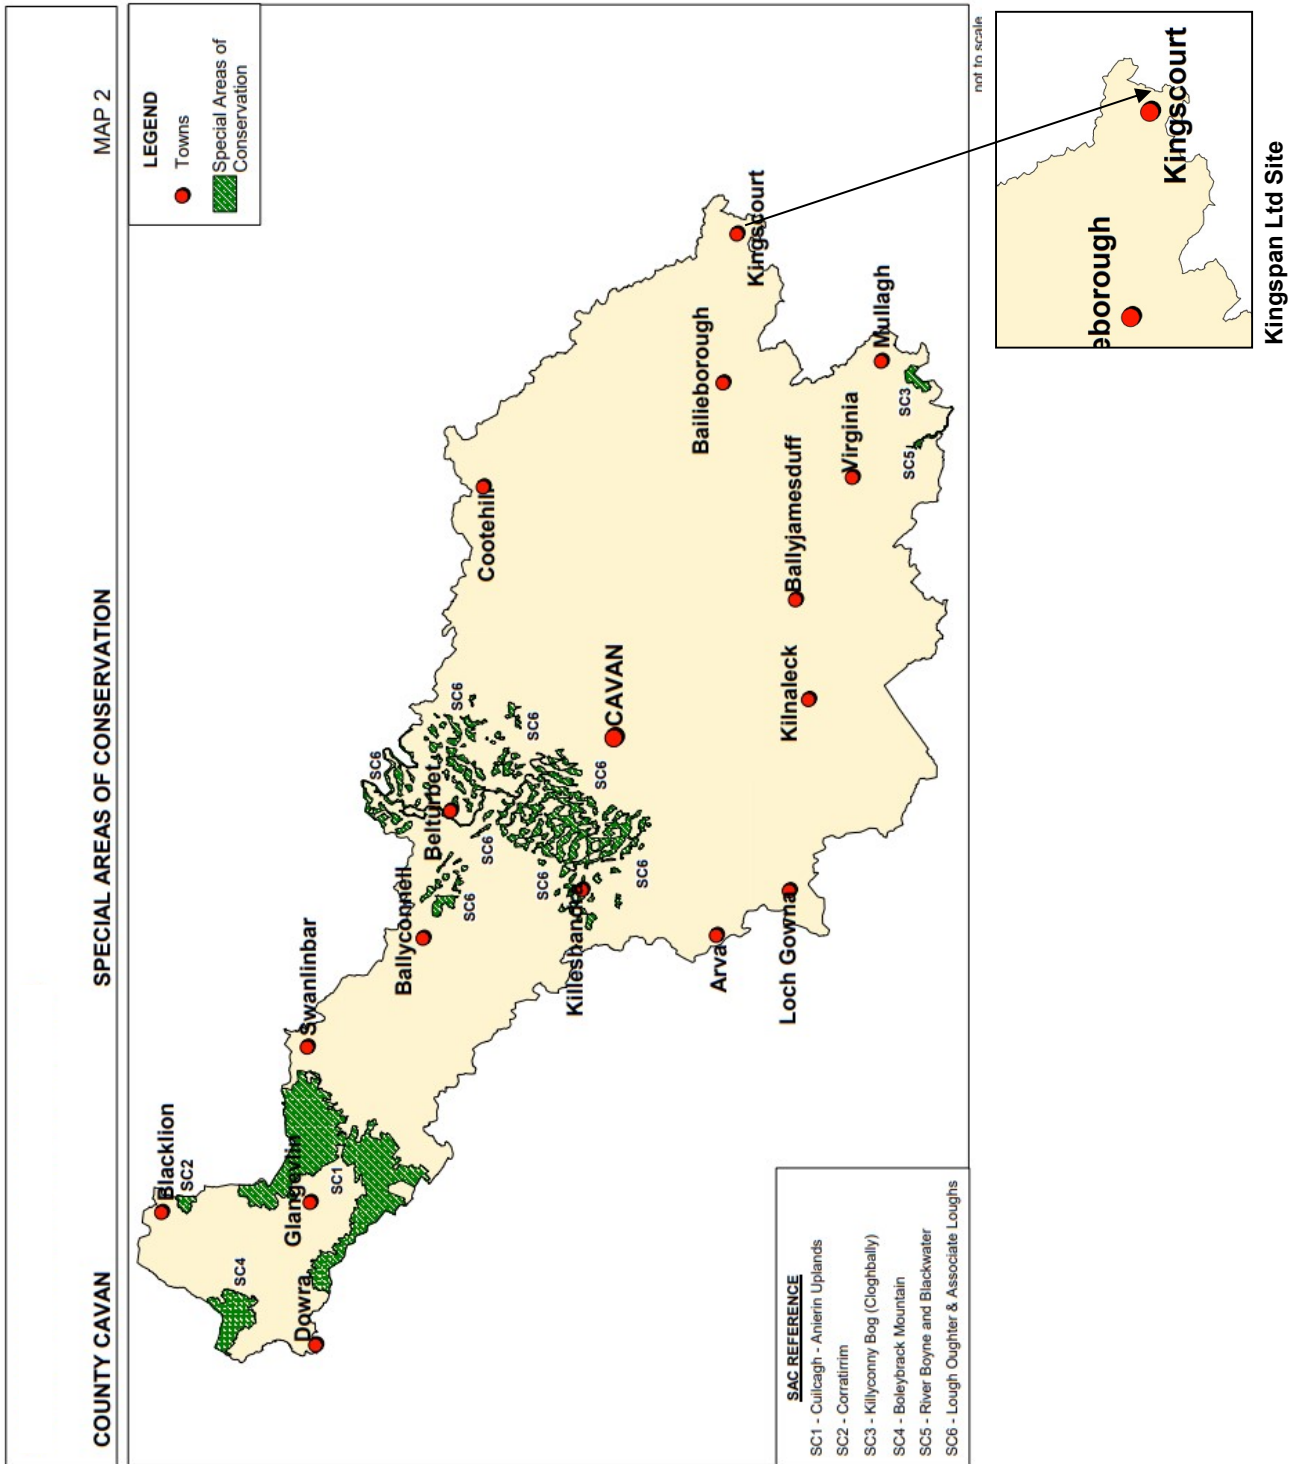 COUNTY CAVAN
SPECIAL AREAS OF CONSERVATION
MAP 2
LEGEND
Towns
Special Areas of
Conservation
Blacklion
SC2
SC4
Glangevlin
SC1
Dowra
Swanlinbar
Ballyconnell
SC6
Belturbet
SC6
SC6
SC6
SC6
SC6
SC6
SC6
Killeshandra
CAVAN
Cootehill
Arva
Loch Gowna
Kilnaleck
Ballyjamesduff
Bailieborough
Virginia
Mullagh
SC3
SC5
Kingscourt
SAC REFERENCE
SC1 - Cuilcagh - Anierin Uplands
SC2 - Corratirrim
SC3 - Killyconny Bog (Cloghbally)
SC4 - Boleybrack Mountain
SC5 - River Boyne and Blackwater
SC6 - Lough Oughter & Associate Loughs
not to scale
eborough
Kingscourt
Kingspan Ltd Site